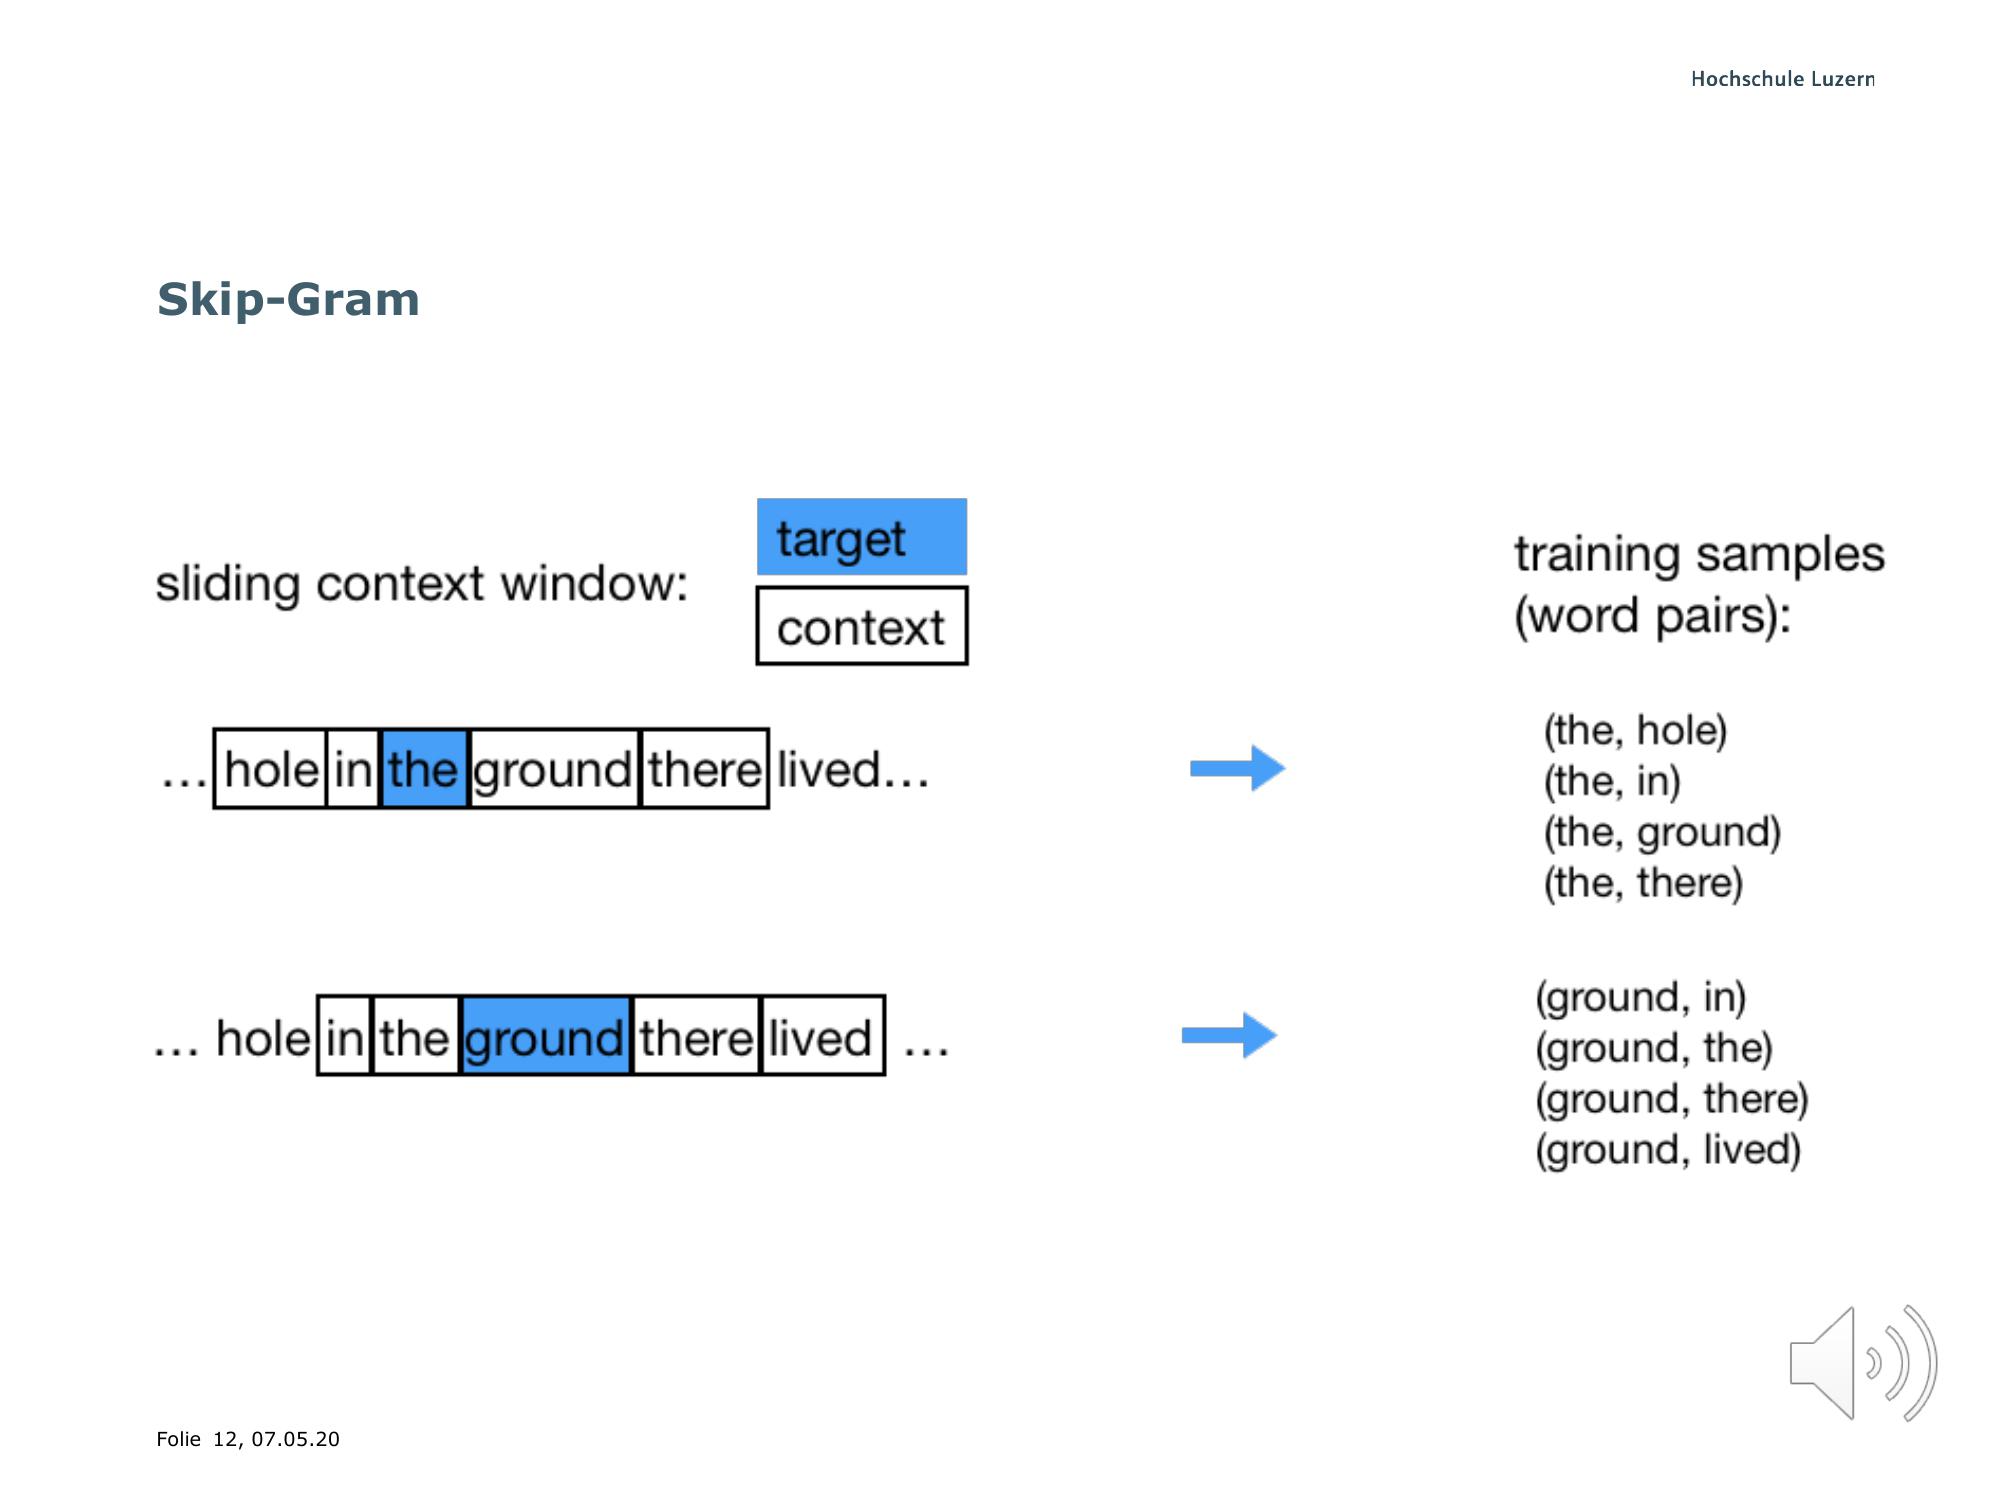 Hochschule Luzern
Skip-Gram
sliding context window:
target
context
training samples
(word pairs):
… hole in the ground there lived…
(the, hole)
(the, in)
(the, ground)
(the, there)
… hole in the ground there lived …
(ground, in)
(ground, the)
(ground, there)
(ground, lived)
Folie 12, 07.05.20